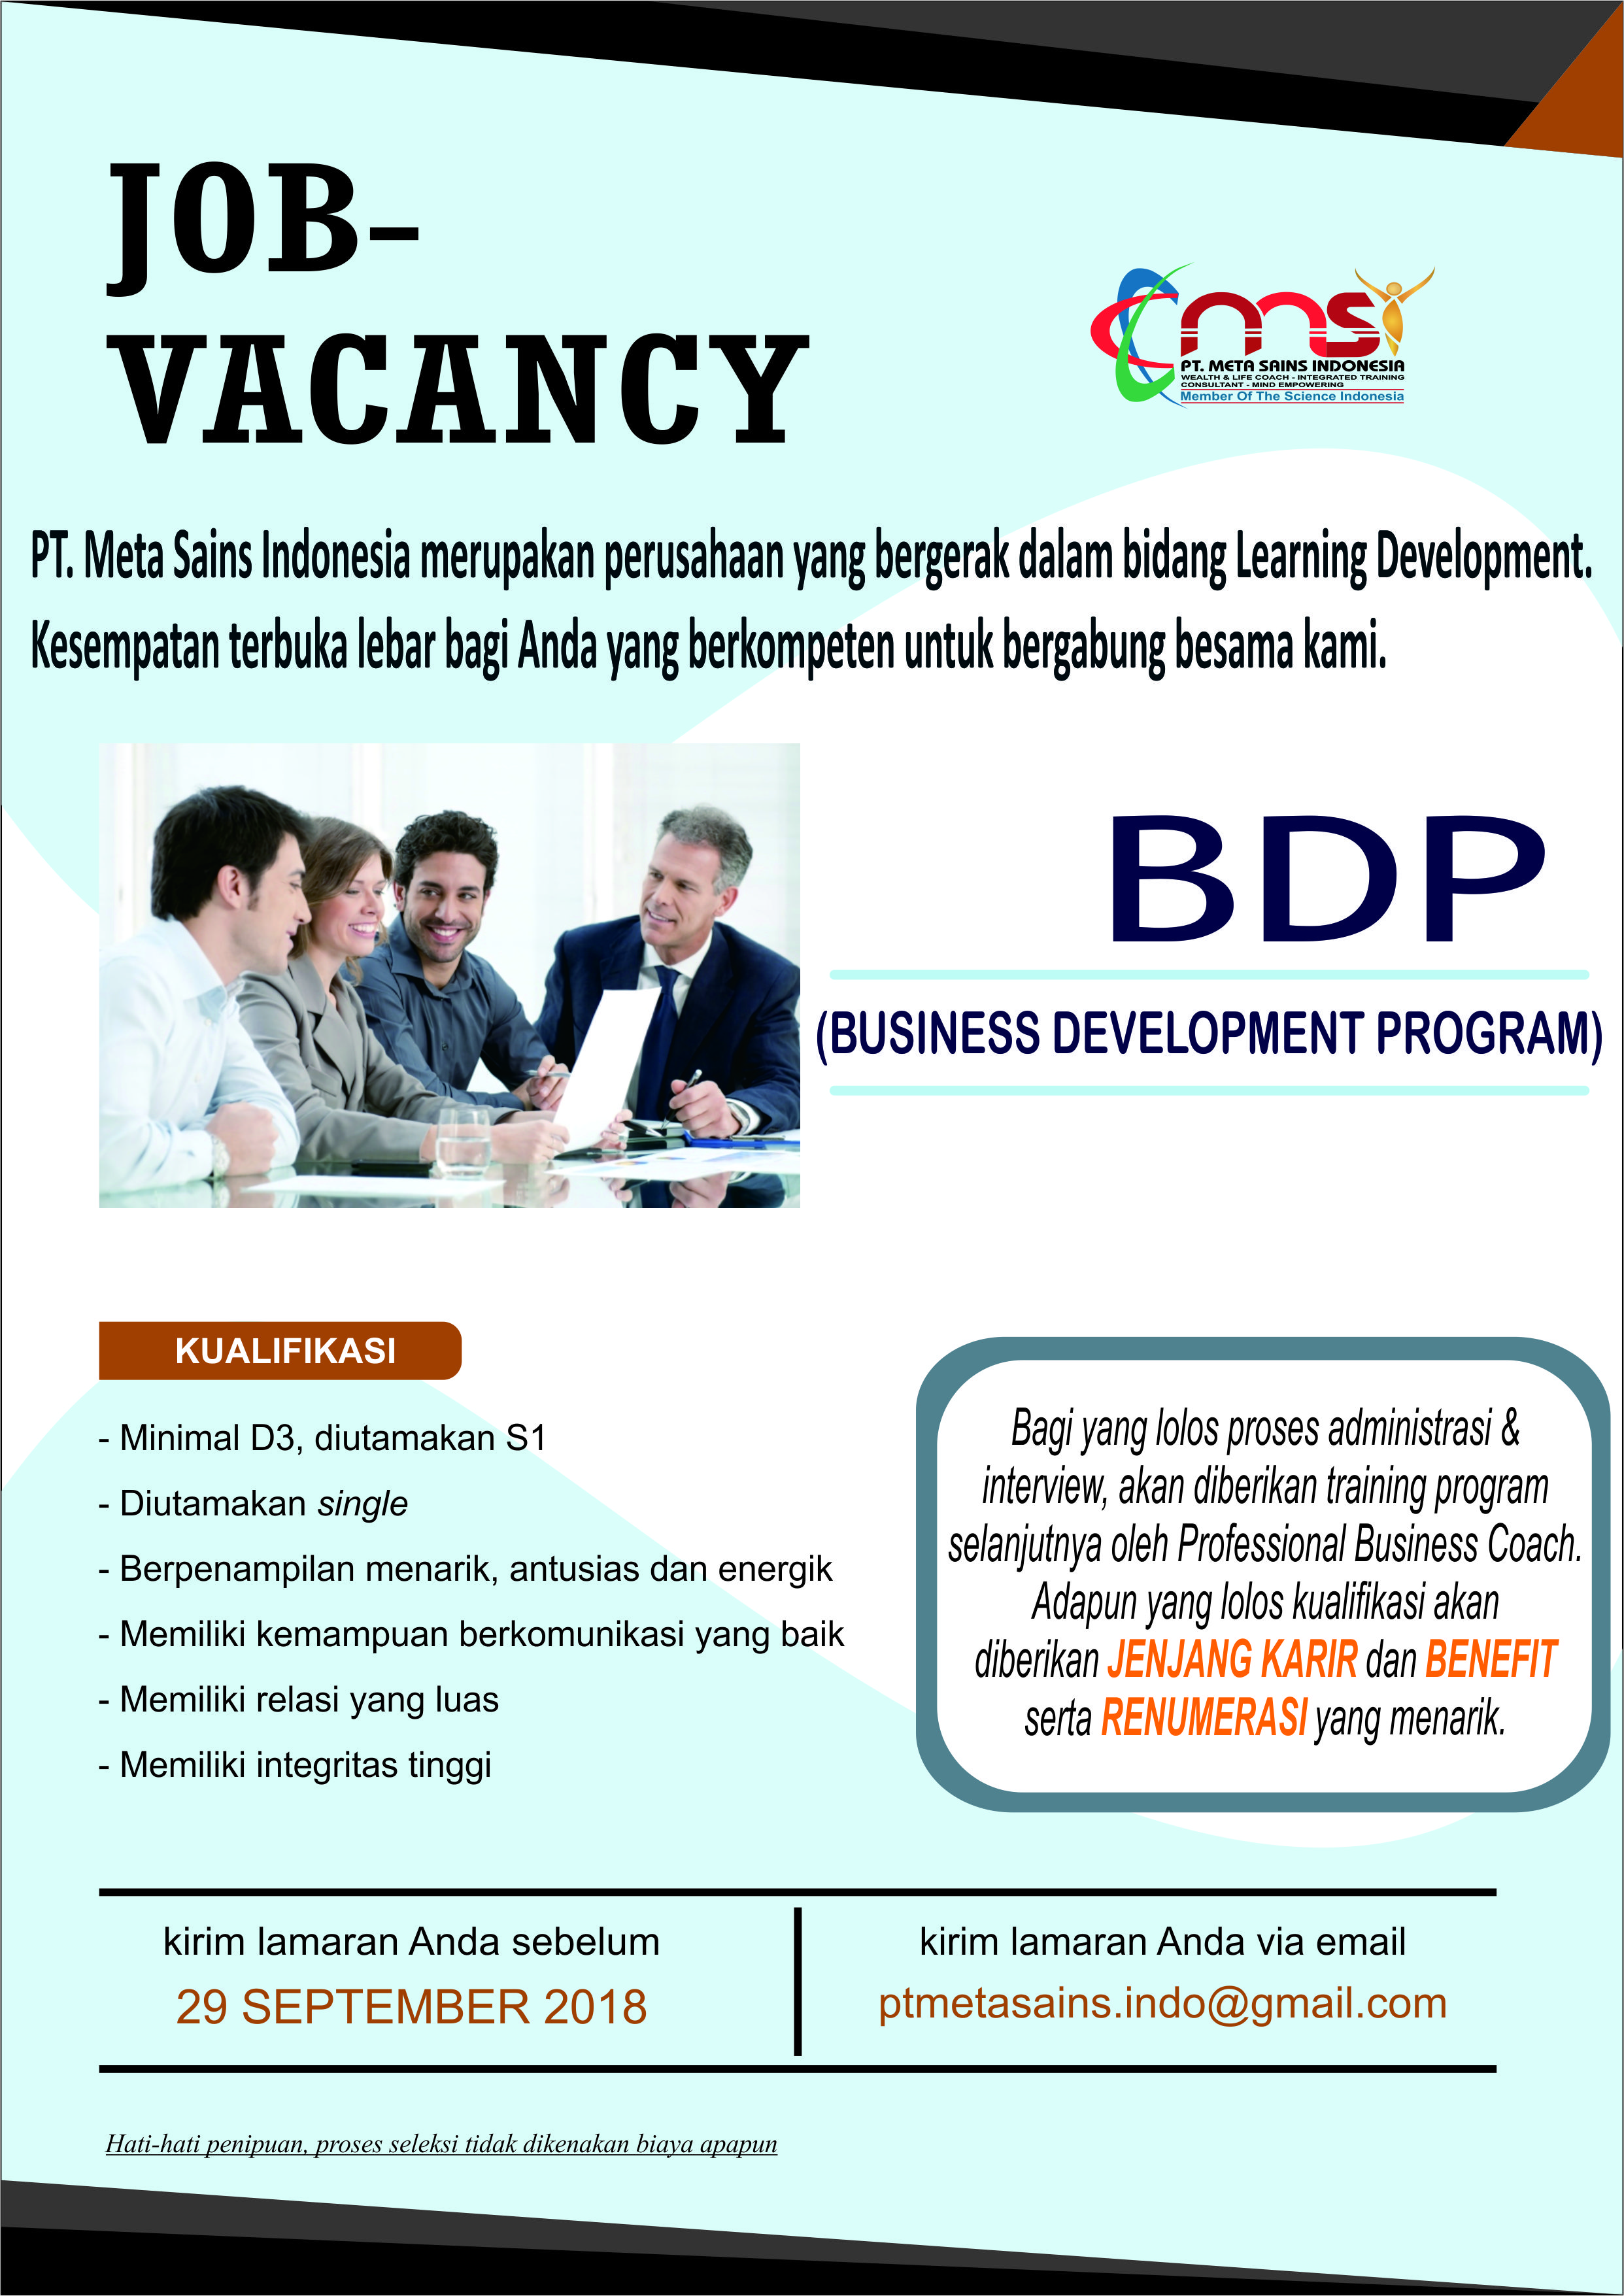 JOB-
VACANCY
msi
PT. META SAINS INDONESIA
WEALTH & LIFE COACH - INTEGRATED TRAINING
CONSULTANT - MIND EMPOWERING
Member Of The Science Indonesia
PT. Meta Sains Indonesia merupakan perusahaan yang bergerak dalam bidang Learning Development.
Kesempatan terbuka lebar bagi Anda yang berkompeten untuk bergabung besama kami.
BDP
(BUSINESS DEVELOPMENT PROGRAM)
KUALIFIKASI
- Minimal D3, diutamakan S1
- Diutamakan single
- Berpenampilan menarik, antusias dan energik
- Memiliki kemampuan berkomunikasi yang baik
- Memiliki relasi yang luas
- Memiliki integritas tinggi
Bagi yang lolos proses administrasi &
interview, akan diberikan training program
selanjutnya oleh Professional Business Coach.
Adapun yang lolos kualifikasi akan
diberikan JENJANG KARIR dan BENEFIT
serta RENUMERASI yang menarik.
kirim lamaran Anda sebelum
29 SEPTEMBER 2018
kirim lamaran Anda via email
ptmetasains.indo@gmail.com
Hati-hati penipuan, proses seleksi tidak dikenakan biaya apapun